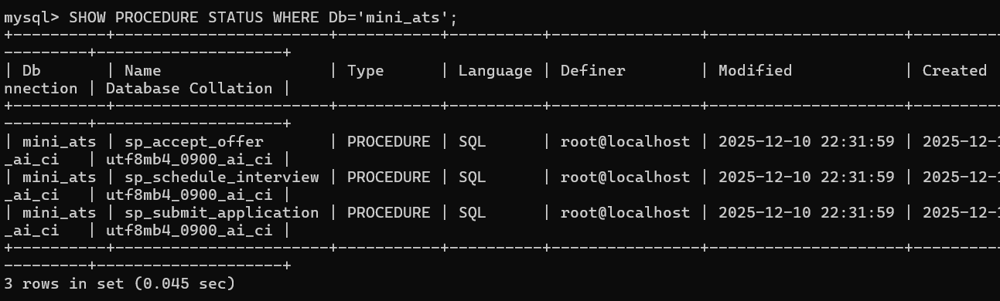 mysql> SHOW PROCEDURE STATUS WHERE Db='mini_ats';
+----------+-----------------------+-----------+----------+----------------+---------------------+---------
---------+--------------------+
| Db       | Name                  | Type      | Language | Definer        | Modified            | Created
nnection | Database Collation |
+----------+-----------------------+-----------+----------+----------------+---------------------+---------
---------+--------------------+
| mini_ats | sp_accept_offer       | PROCEDURE | SQL      | root@localhost | 2025-12-10 22:31:59 | 2025-12-1
_ai_ci   | utf8mb4_0900_ai_ci |
| mini_ats | sp_schedule_interview | PROCEDURE | SQL      | root@localhost | 2025-12-10 22:31:59 | 2025-12-1
_ai_ci   | utf8mb4_0900_ai_ci |
| mini_ats | sp_submit_application | PROCEDURE | SQL      | root@localhost | 2025-12-10 22:31:59 | 2025-12-1
_ai_ci   | utf8mb4_0900_ai_ci |
+----------+-----------------------+-----------+----------+----------------+---------------------+---------
---------+--------------------+
3 rows in set (0.045 sec)